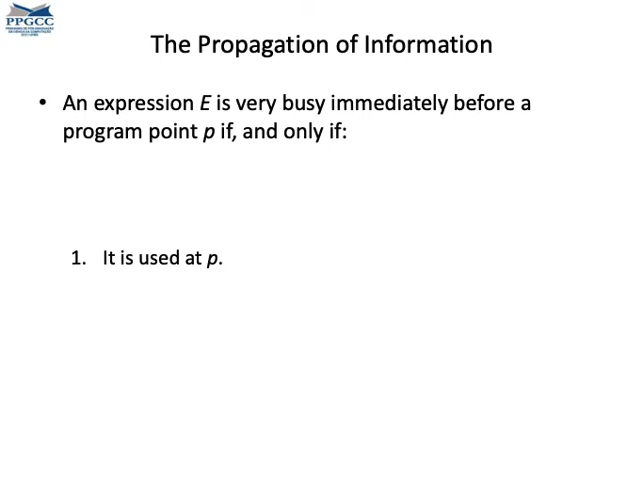 PPGCC
The Propagation of Information
• An expression E is very busy immediately before a
program point p if, and only if:
1. It is used at p.